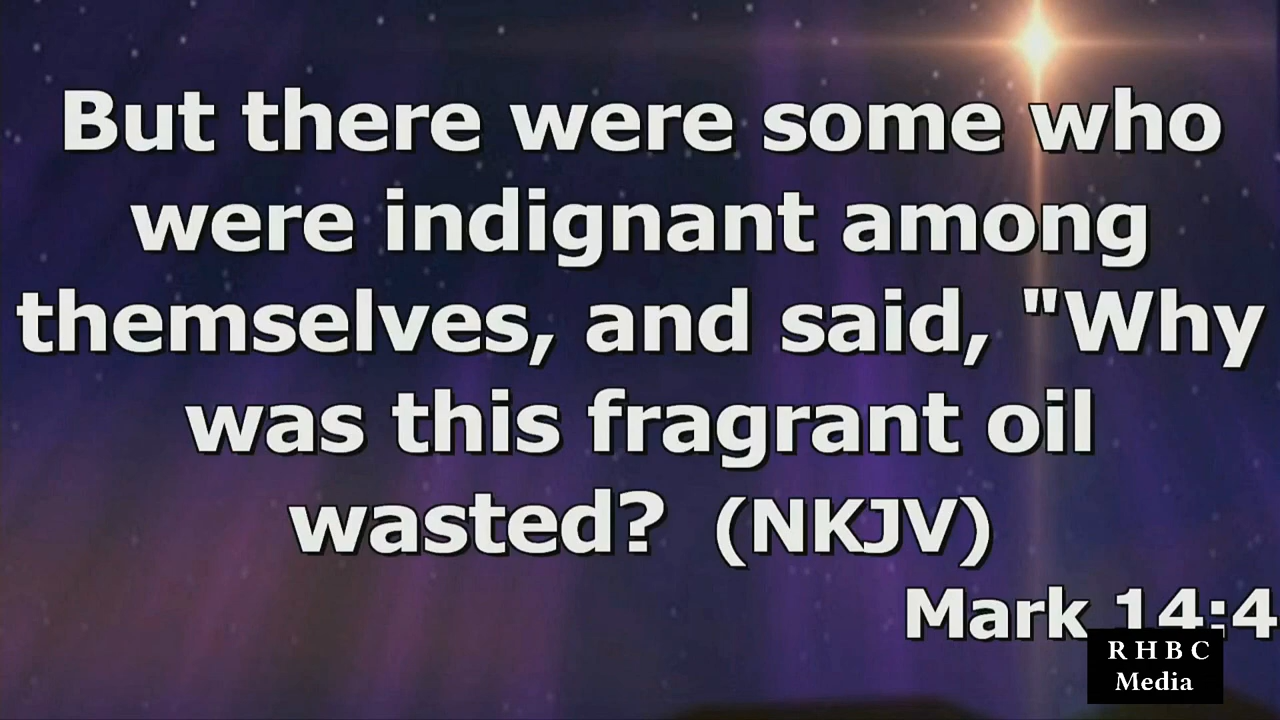 But there were some who
were indignant among
themselves, and said, "Why
was this fragrant oil
wasted? (NKJV)
Mark 14:4
R H B C
Media